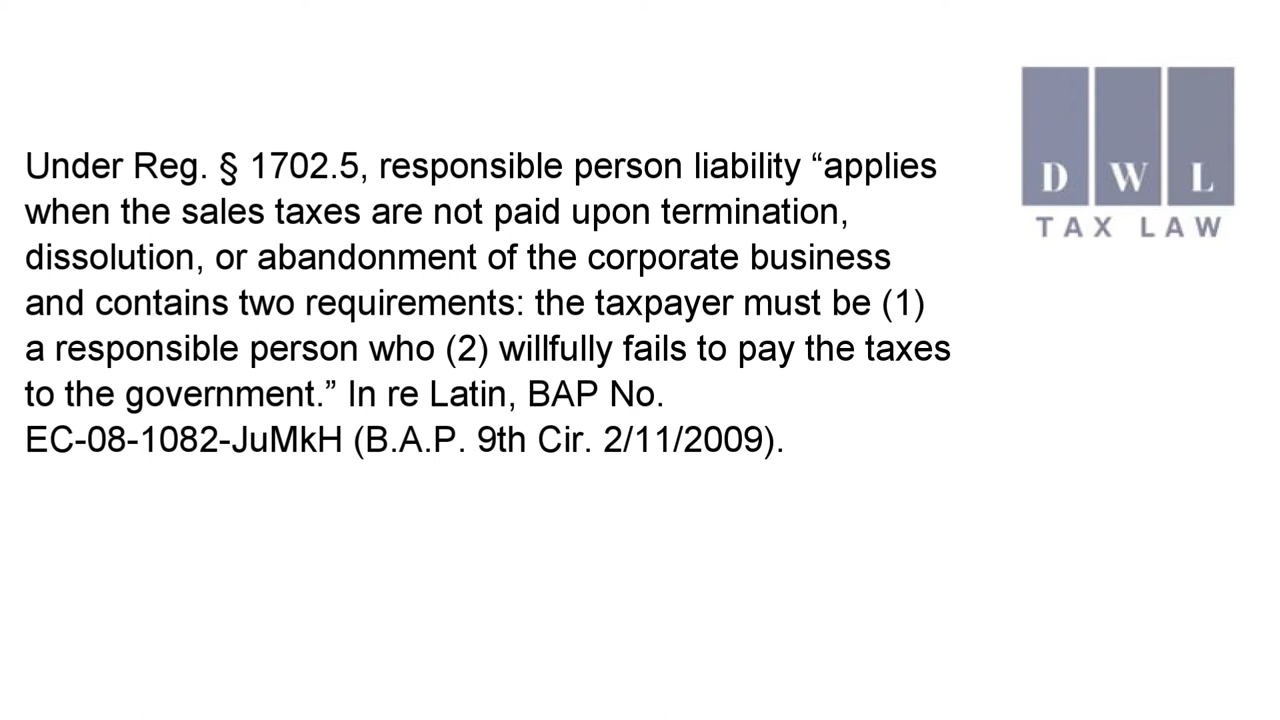 Under Reg. § 1702.5, responsible person liability “applies
when the sales taxes are not paid upon termination,
dissolution, or abandonment of the corporate business
and contains two requirements: the taxpayer must be (1)
a responsible person who (2) willfully fails to pay the taxes
to the government.” In re Latin, BAP No.
EC-08-1082-JuMkH (B.A.P. 9th Cir. 2/11/2009).
D W L
TAX LAW